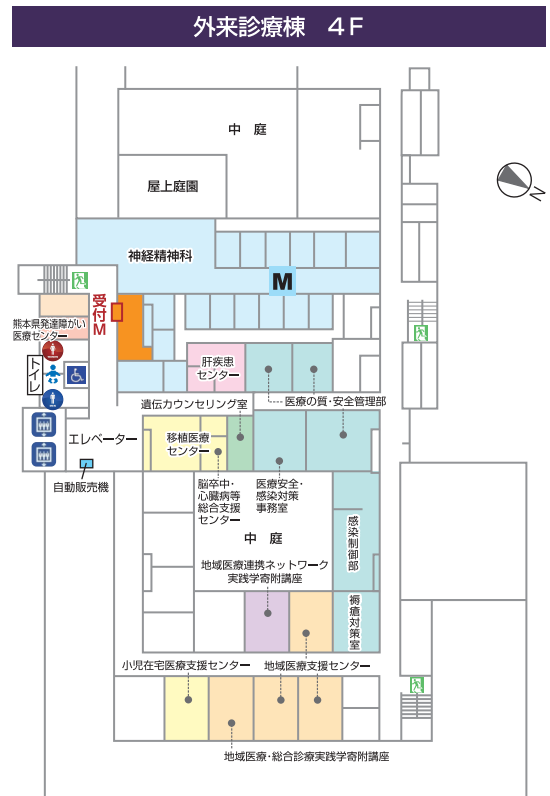 外来診療棟 4F
中 庭
屋上庭園
N
神経精神科
M
受付M
熊本県発達障がい
医療センター
肝疾患
センター
トイレ
医療の質・安全管理部
遺伝カウンセリング室
エレベーター
移植医療
センター
自動販売機
脳卒中・
心臓病等
総合支援
センター
医療安全・
感染対策
事務室
感染制御部
中 庭
地域医療連携ネットワーク
実践学寄附講座
褥瘡対策室
小児在宅医療支援センター
地域医療支援センター
地域医療・総合診療実践学寄附講座